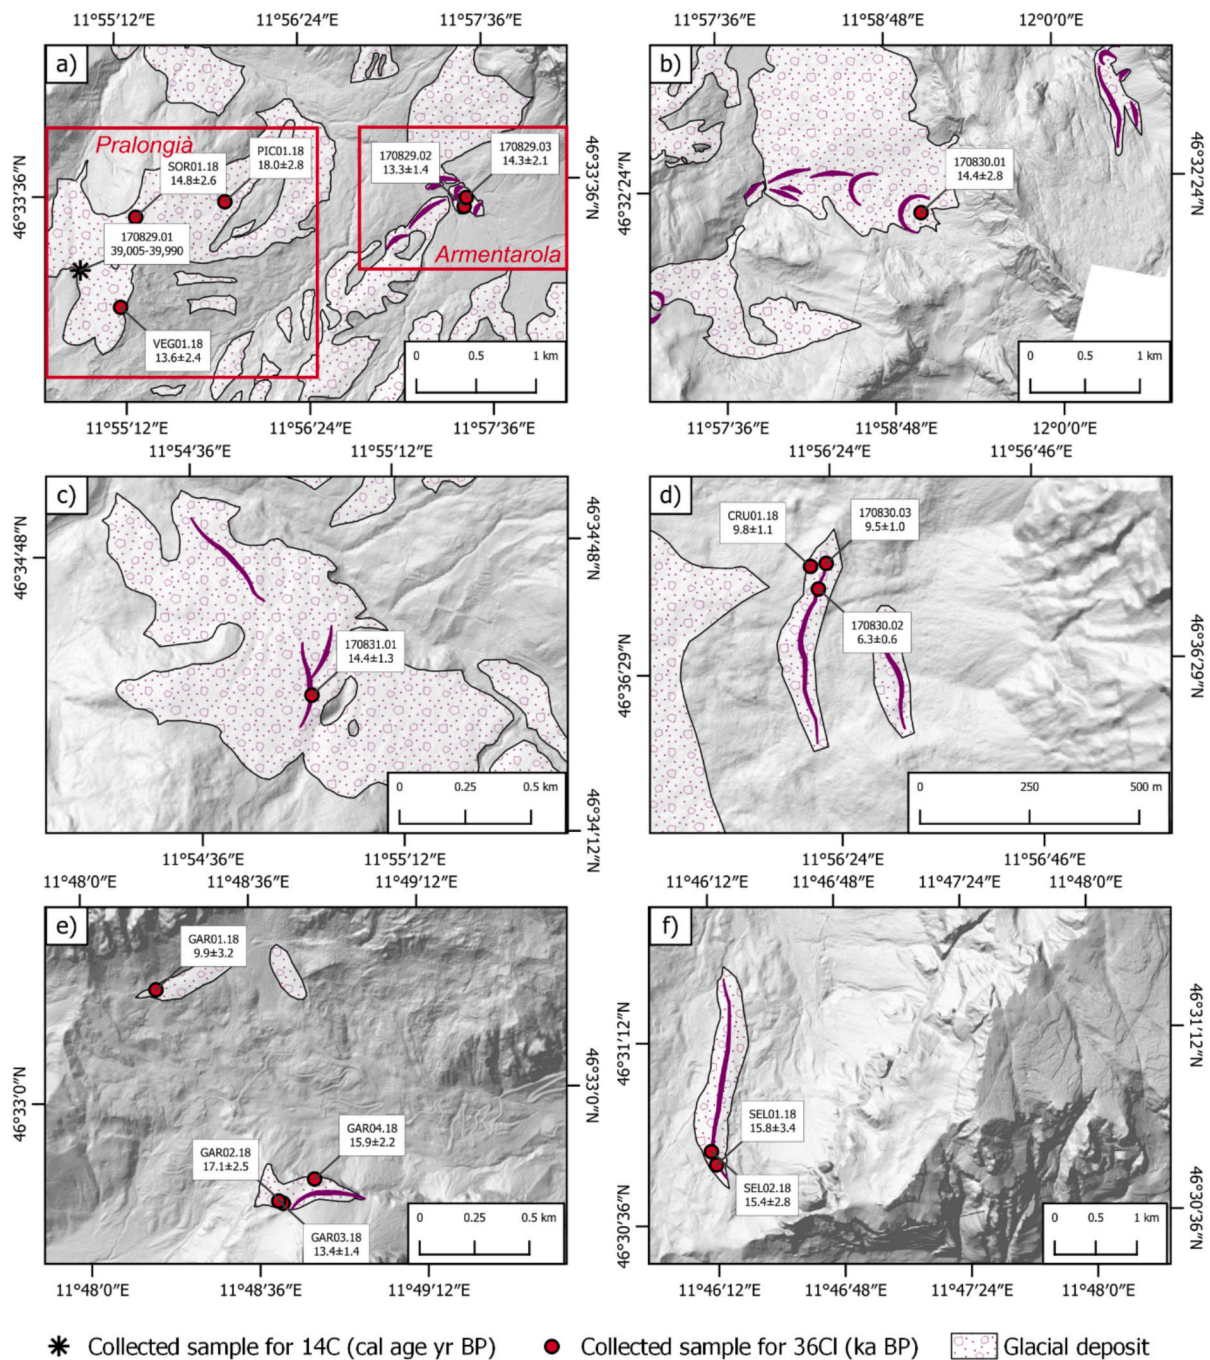 11°55′12″E 11°56′24″E 11°57′36″E
11°57′36″E 11°58′48″E 12°0′0″E
a)
Pralongià
PIC01.18
18.0±2.8
SOR01.18
14.8±2.6
170829.01
39,005-39,990
VEG01.18
13.6±2.4
170829.02
13.3±1.4
170829.03
14.3±2.1
Armentarola
0 0.5 1 km
46°33′36″N
46°33′36″N
11°55′12″E 11°56′24″E 11°57′36″E
b)
170830.01
14.4±2.8
0 0.5 1 km
46°32′24″N
46°32′24″N
11°57′36″E 11°58′48″E 12°0′0″E
11°54′36″E 11°55′12″E
c)
170831.01
14.4±1.3
0 0.25 0.5 km
46°34′48″N
46°34′48″N
46°34′12″N
11°54′36″E 11°55′12″E
11°56′24″E 11°56′46″E
d)
CRU01.18
9.8±1.1
170830.03
9.5±1.0
170830.02
6.3±0.6
0 250 500 m
46°36′29″N
46°36′29″N
11°56′24″E 11°56′46″E
11°48′0″E 11°48′36″E 11°49′12″E
e)
GAR01.18
9.9±3.2
GAR04.18
15.9±2.2
GAR02.18
17.1±2.5
GAR03.18
13.4±1.4
0 0.25 0.5 km
46°33′0″N
46°33′0″N
11°48′0″E 11°48′36″E 11°49′12″E
11°46′12″E 11°46′48″E 11°47′24″E 11°48′0″E
f)
SEL01.18
15.8±3.4
SEL02.18
15.4±2.8
0 0.5 1 km
46°31′12″N
46°30′36″N
46°31′12″N
46°30′36″N
11°46′12″E 11°46′48″E 11°47′24″E 11°48′0″E
Collected sample for 14C (cal age yr BP) Collected sample for 36Cl (ka BP) Glacial deposit